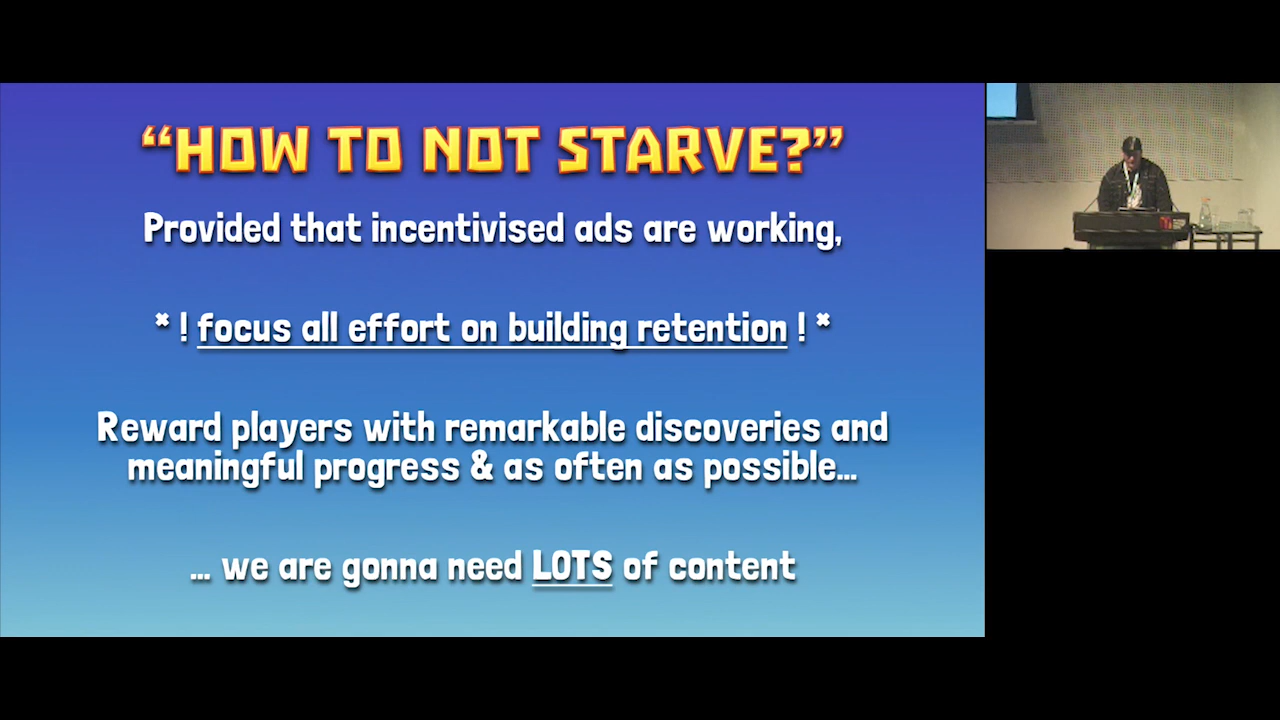 “HOW TO NOT STARVE?”
Provided that incentivised ads are working,
* ! focus all effort on building retention ! *
Reward players with remarkable discoveries and
meaningful progress & as often as possible...
... we are gonna need LOTS of content